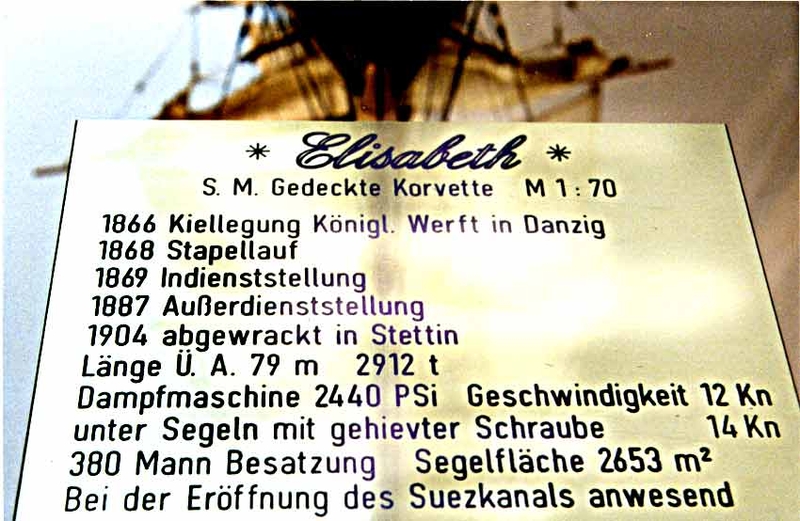 * Elisabeth *
S. M. Gedeckte Korvette M 1 : 70
1866 Kiellegung Königl. Werft in Danzig
1868 Stapellauf
1869 Indienststellung
1887 Außerdienststellung
1904 abgewrackt in Stettin
Länge Ü. A. 79 m 2912 t
Dampfmaschine 2440 PSi Geschwindigkeit 12 Kn
unter Segeln mit gehievter Schraube 14 Kn
380 Mann Besatzung Segelfläche 2653 m²
Bei der Eröffnung des Suezkanals anwesend